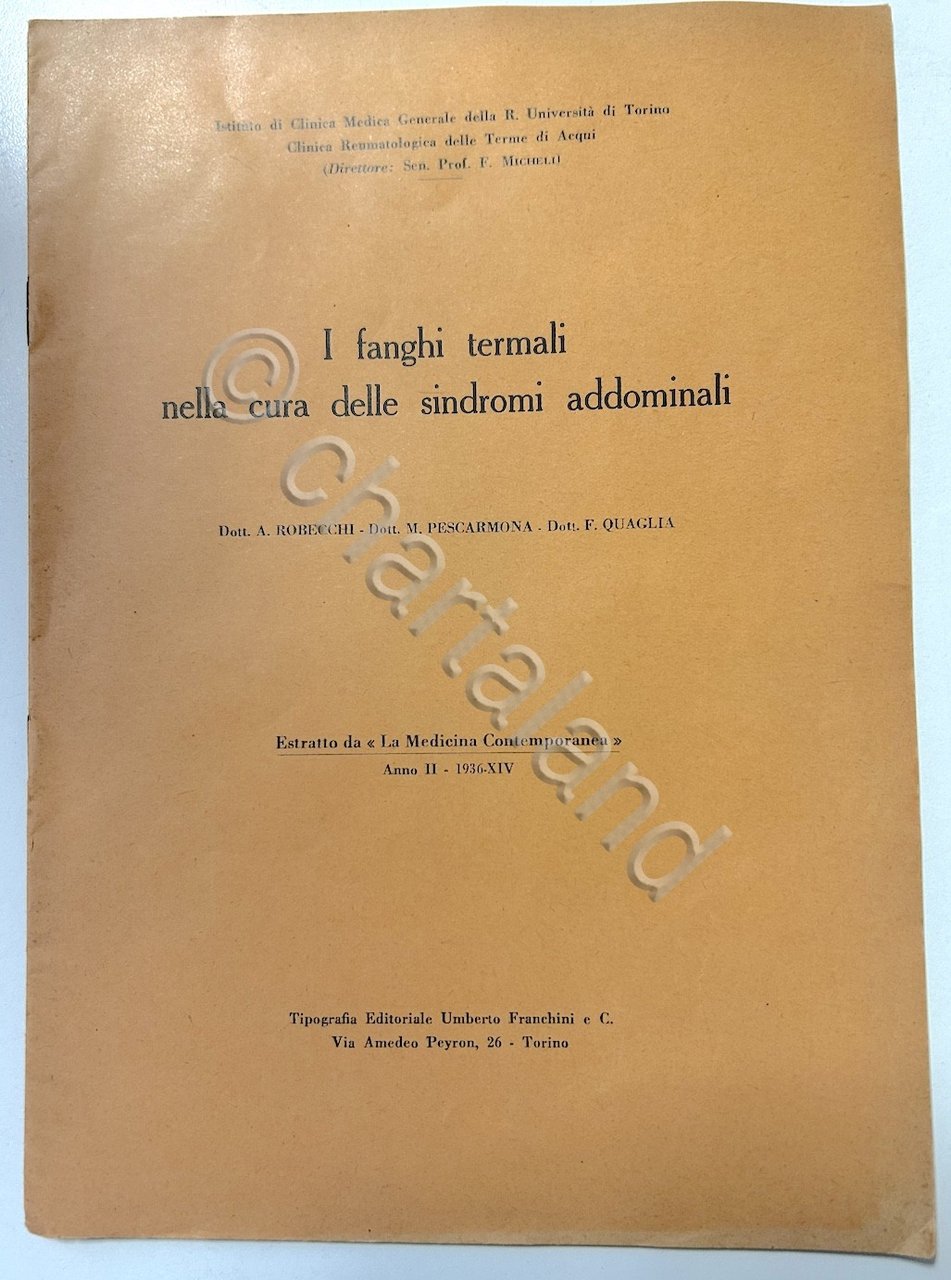 Istituto di Clinica Medica Generale della R. Università di Torino
Clinica Reumatologica delle Terme di Acqui
(Direttore: Sen. Prof. F. MICHELI)
I fanghi termali
nella cura delle sindromi addominali
Dott. A. ROBECCHI - Dott. M. PESCARMONA - Dott. F. QUAGLIA
Estratto da « La Medicina Contemporanea »
Anno II - 1936-XIV
Tipografia Editoriale Umberto Franchini e C.
Via Amedeo Peyron, 26 - Torino
© chartaland